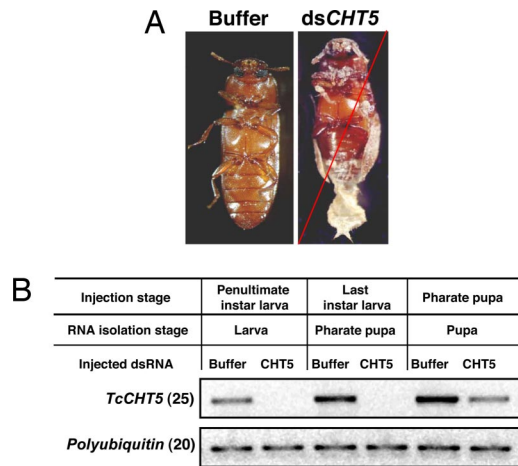 A
Buffer
dsCHT5
B
Injection stage
Penultimate instar larva
Last instar larva
Pharate pupa
RNA isolation stage
Larva
Pharate pupa
Pupa
Injected dsRNA
Buffer CHT5 Buffer CHT5 Buffer CHT5
TcCHT5 (25)
Polyubiquitin (20)